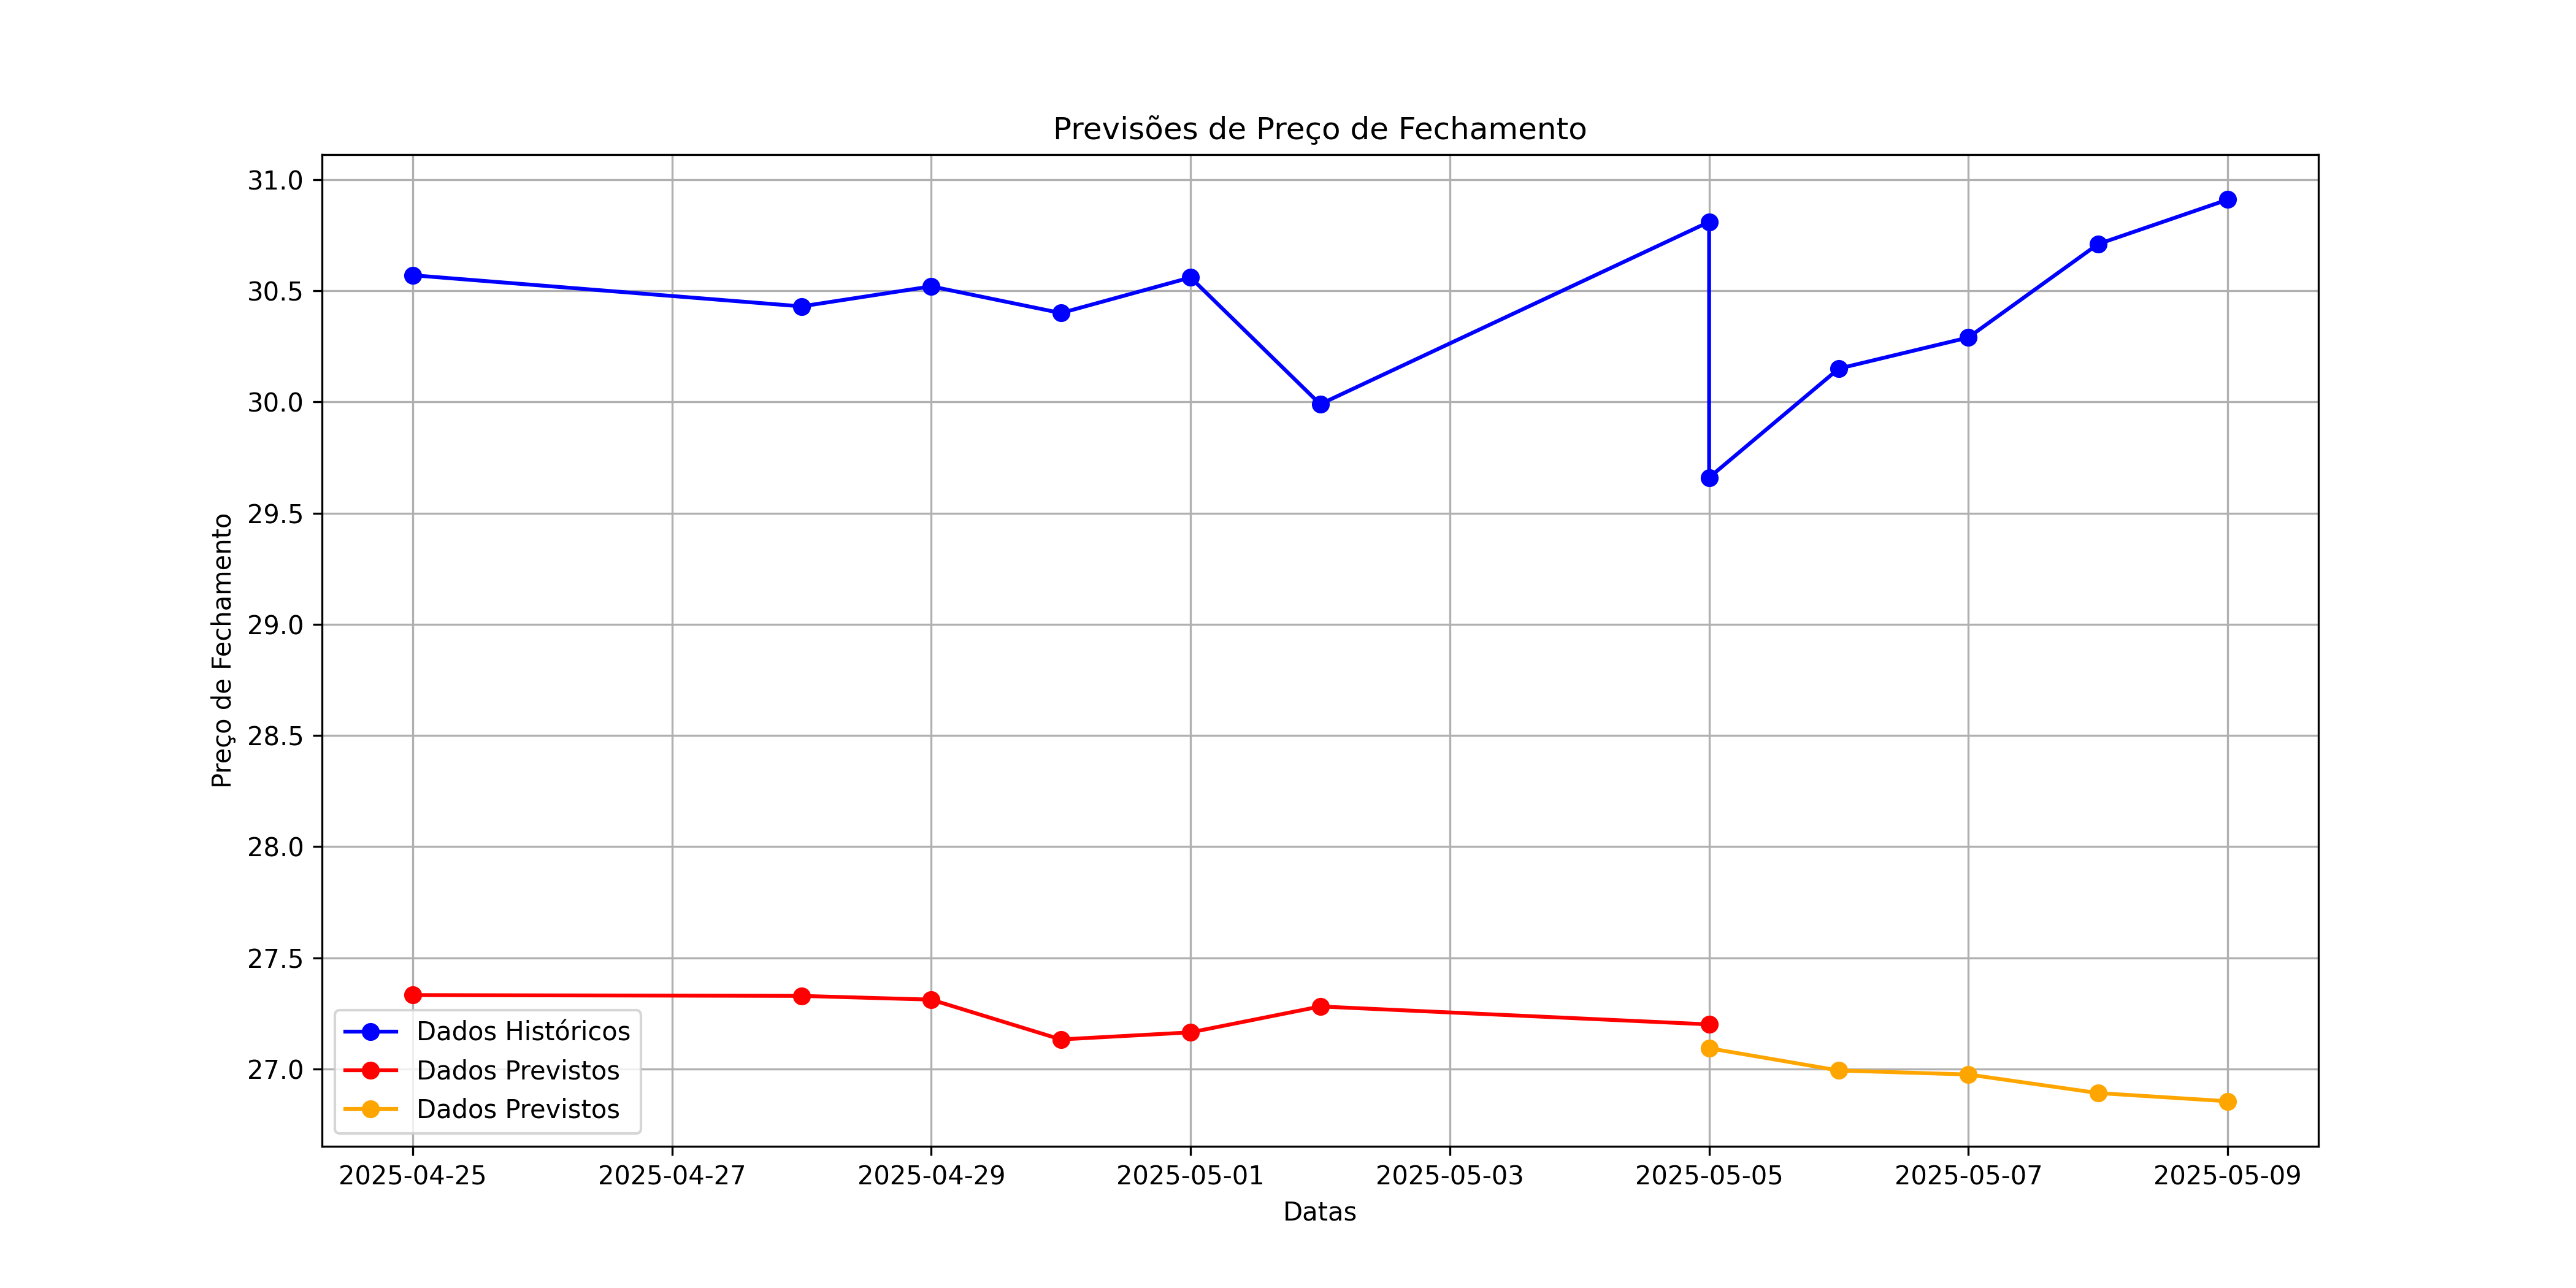 Previsões de Preço de Fechamento
Preço de Fechamento
31.0
30.5
30.0
29.5
29.0
28.5
28.0
27.5
27.0
Dados Históricos
Dados Previstos
Dados Previstos
2025-04-25 2025-04-27 2025-04-29 2025-05-01 2025-05-03 2025-05-05 2025-05-07 2025-05-09
Datas